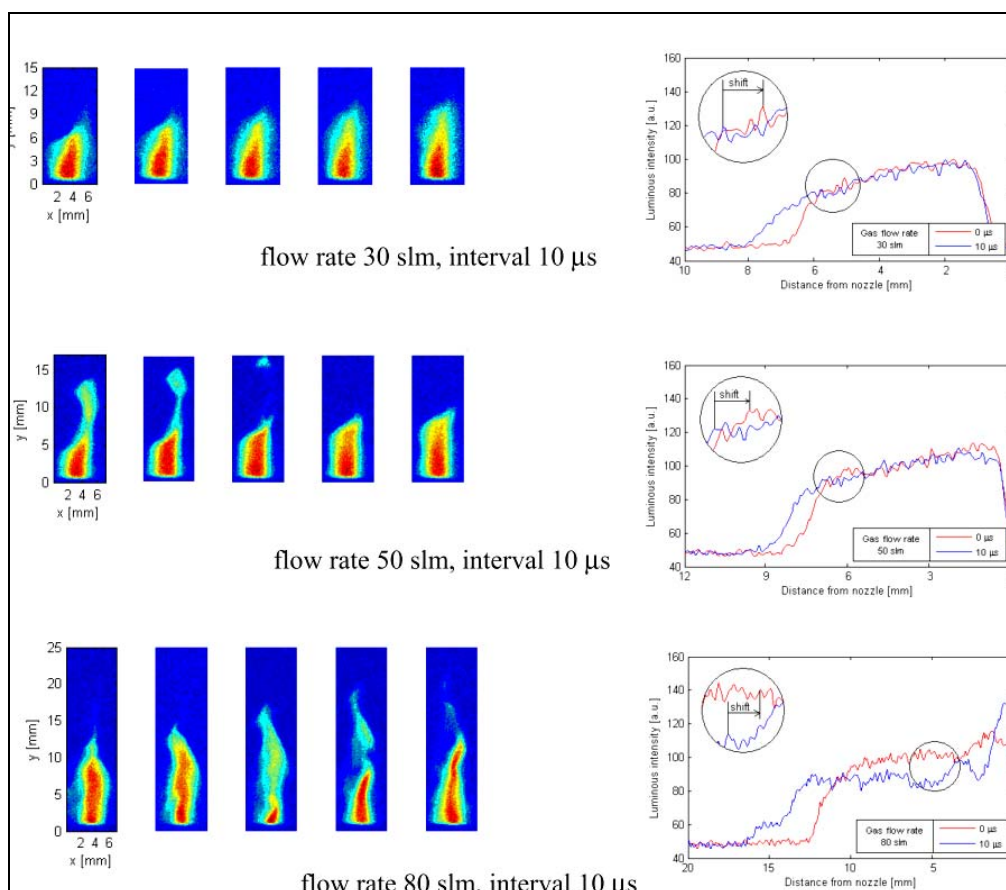 15
12
9
6
3
0
2 4 6
x [mm]
160
140
120
100
80
60
40
Luminous intensity [a.u.]
shift
Gas flow rate
30 slm
0 µs
10 µs
10 8 6 4 2
Distance from nozzle [mm]
flow rate 30 slm, interval 10 µs
15
10
5
0
y [mm]
2 4 6
x [mm]
160
140
120
100
80
60
40
Luminous intensity [a.u.]
shift
Gas flow rate
50 slm
0 µs
10 µs
12 9 6 3
Distance from nozzle [mm]
flow rate 50 slm, interval 10 µs
25
20
15
10
5
0
y [mm]
2 4 6
x [mm]
160
140
120
100
80
60
40
Luminous intensity [a.u.]
shift
Gas flow rate
80 slm
0 µs
10 µs
20 15 10 5
Distance from nozzle [mm]
flow rate 80 slm, interval 10 µs